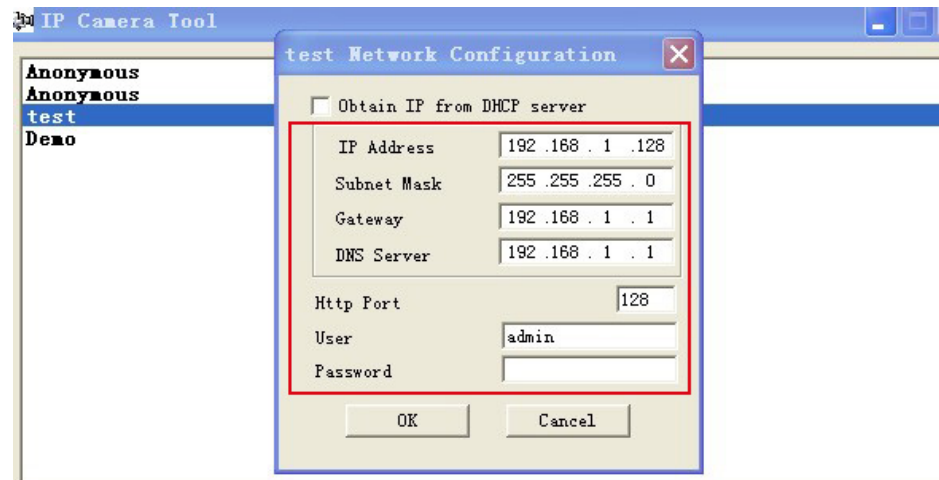 IP Camera Tool
test Network Configuration
Anonymous
Anonymous
test
Demo
Obtain IP from DHCP server
IP Address 192 .168 . 1 .128
Subnet Mask 255 .255 .255 . 0
Gateway 192 .168 . 1 . 1
DNS Server 192 .168 . 1 . 1
Http Port 128
User admin
Password
OK Cancel